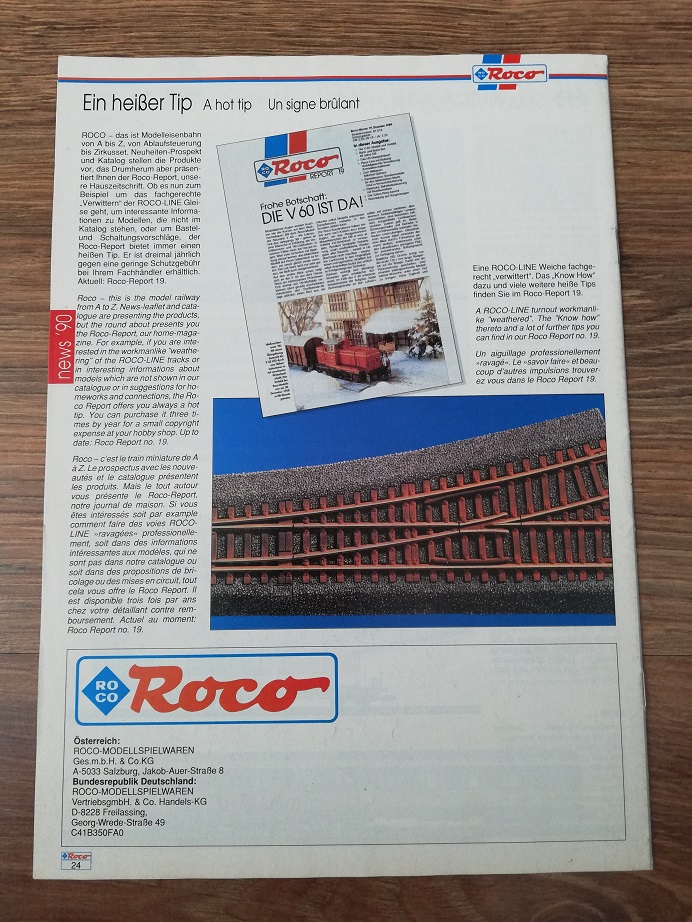 Roco
Ein heißer Tip A hot tip Un signe brûlant
ROCO – das ist Modelleisenbahn
von A bis Z, von Ablaufsteuerung
bis Zirkusset. Neuheiten-Prospekt
und Katalog stellen die Produkte
vor, das Drumherum aber präsen-
tiert Ihnen der Roco-Report, unse-
re Hauszeitschrift. Ob es nun zum
Beispiel um das fachgerechte
„Verwittern“ der ROCO-LINE Glei-
se geht, um interessante Informa-
tionen zu Modellen, die nicht im
Katalog stehen, oder um Bastel-
und Schaltungsvorschläge, der
Roco-Report bietet immer einen
heißen Tip. Er ist dreimal jährlich
gegen eine geringe Schutzgebühr
bei Ihrem Fachhändler erhältlich.
Aktuell: Roco-Report 19.
Roco – this is the model railway
from A to Z. News-leaflet and cata-
logue are presenting the products,
but the round about presents you
the Roco-Report, our home-maga-
zine. For example, if you are inte-
rested in the workmanlike "weathe-
ring" of the ROCO-LINE tracks or
in interesting informations about
models which are not shown in our
catalogue or in suggestions for ho-
meworks and connections, the Ro-
co Report offers you always a hot
tip. You can purchase it three ti-
mes by year for a small copyright
expense at your hobby shop. Up to
date: Roco Report no. 19.
Roco – c'est le train miniature de A
à Z. Le prospectus avec les nouve-
autés et le catalogue présentent
les produits. Mais le tout autour
vous présente le Roco-Report,
notre journal de maison. Si vous
êtes intéressés soit par example
comment faire des voies ROCO-
LINE »ravagées« professionelle-
ment, soit dans des informations
intéressantes aux modèles, qui ne
sont pas dans notre catalogue ou
soit dans des propositions de bri-
colage ou des mises en circuit, tout
cela vous offre le Roco Report. Il
est disponible trois fois par ans
chez votre détaillant contre rem-
boursement. Actuel au moment:
Roco Report no. 19.
news '90
Roco
REPORT 19
In dieser Ausgabe:
Frohe Botschaft:
DIE V 60 IST DA!
Eine ROCO-LINE Weiche fachge-
recht „verwittert“. Das „Know How“
dazu und viele weitere heiße Tips
finden Sie im Roco-Report 19.
A ROCO-LINE turnout workmanli-
ke "weathered". The "Know how"
thereto and a lot of further tips you
can find in our Roco Report no. 19.
Un aiguillage professionellement
»ravagé«. Le »savoir faire« et beau-
coup d'autres impulsions trouver-
ez vous dans le Roco Report 19.
RO
CO
Roco
Österreich:
ROCO-MODELLSPIELWAREN
Ges.m.b.H. & Co.KG
A-5033 Salzburg, Jakob-Auer-Straße 8
Bundesrepublik Deutschland:
ROCO-MODELLSPIELWAREN
VertriebsgmbH. & Co. Handels-KG
D-8228 Freilassing,
Georg-Wrede-Straße 49
C41B350FA0
Roco
24